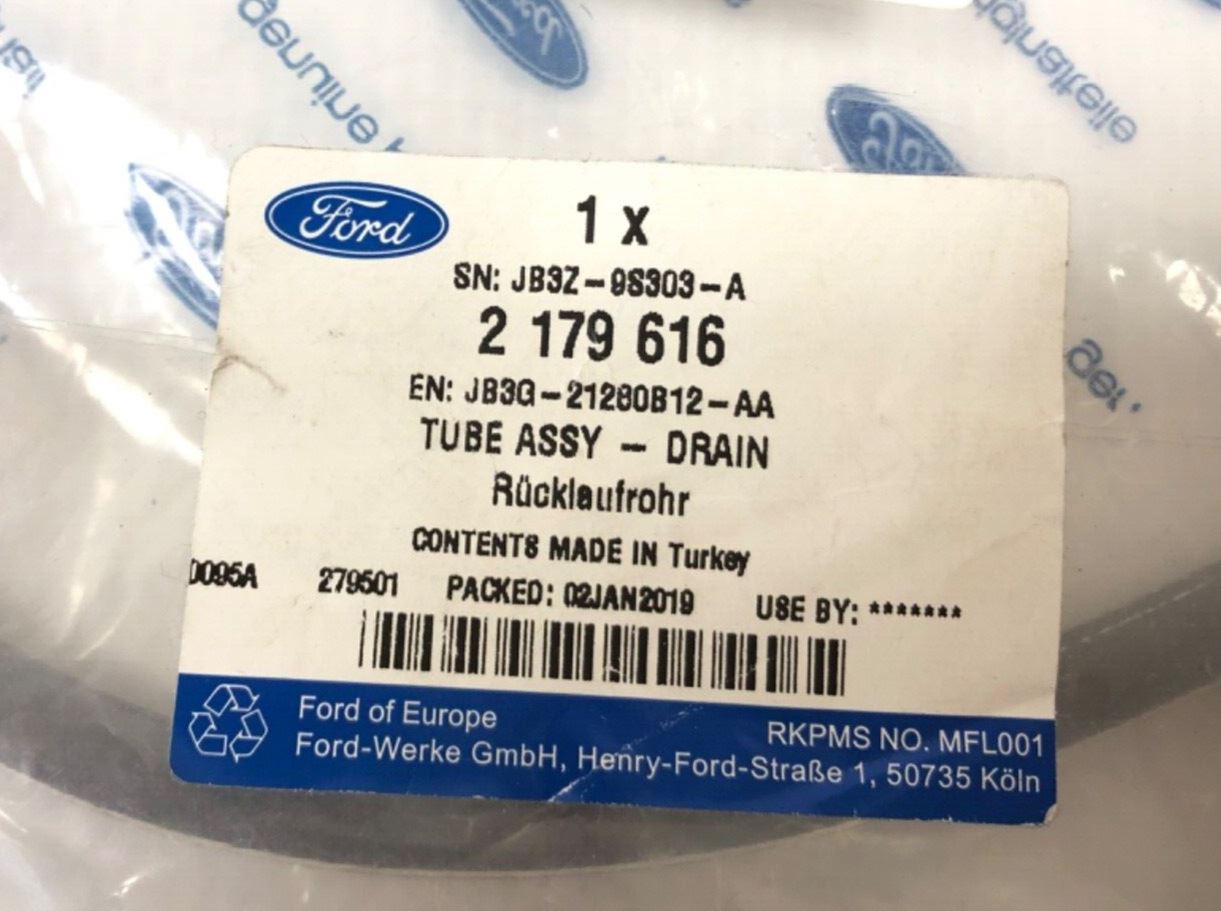 Ford
1 x
SN: JB3Z-9S303-A
2 179 616
EN: JB3G-21280B12-AA
TUBE ASSY - DRAIN
Rücklaufrohr
CONTENTS MADE IN Turkey
0095A 279501 PACKED: 02JAN2019 USE BY: *******
Ford of Europe RKPMS NO. MFL001
Ford-Werke GmbH, Henry-Ford-Straße 1, 50735 Köln